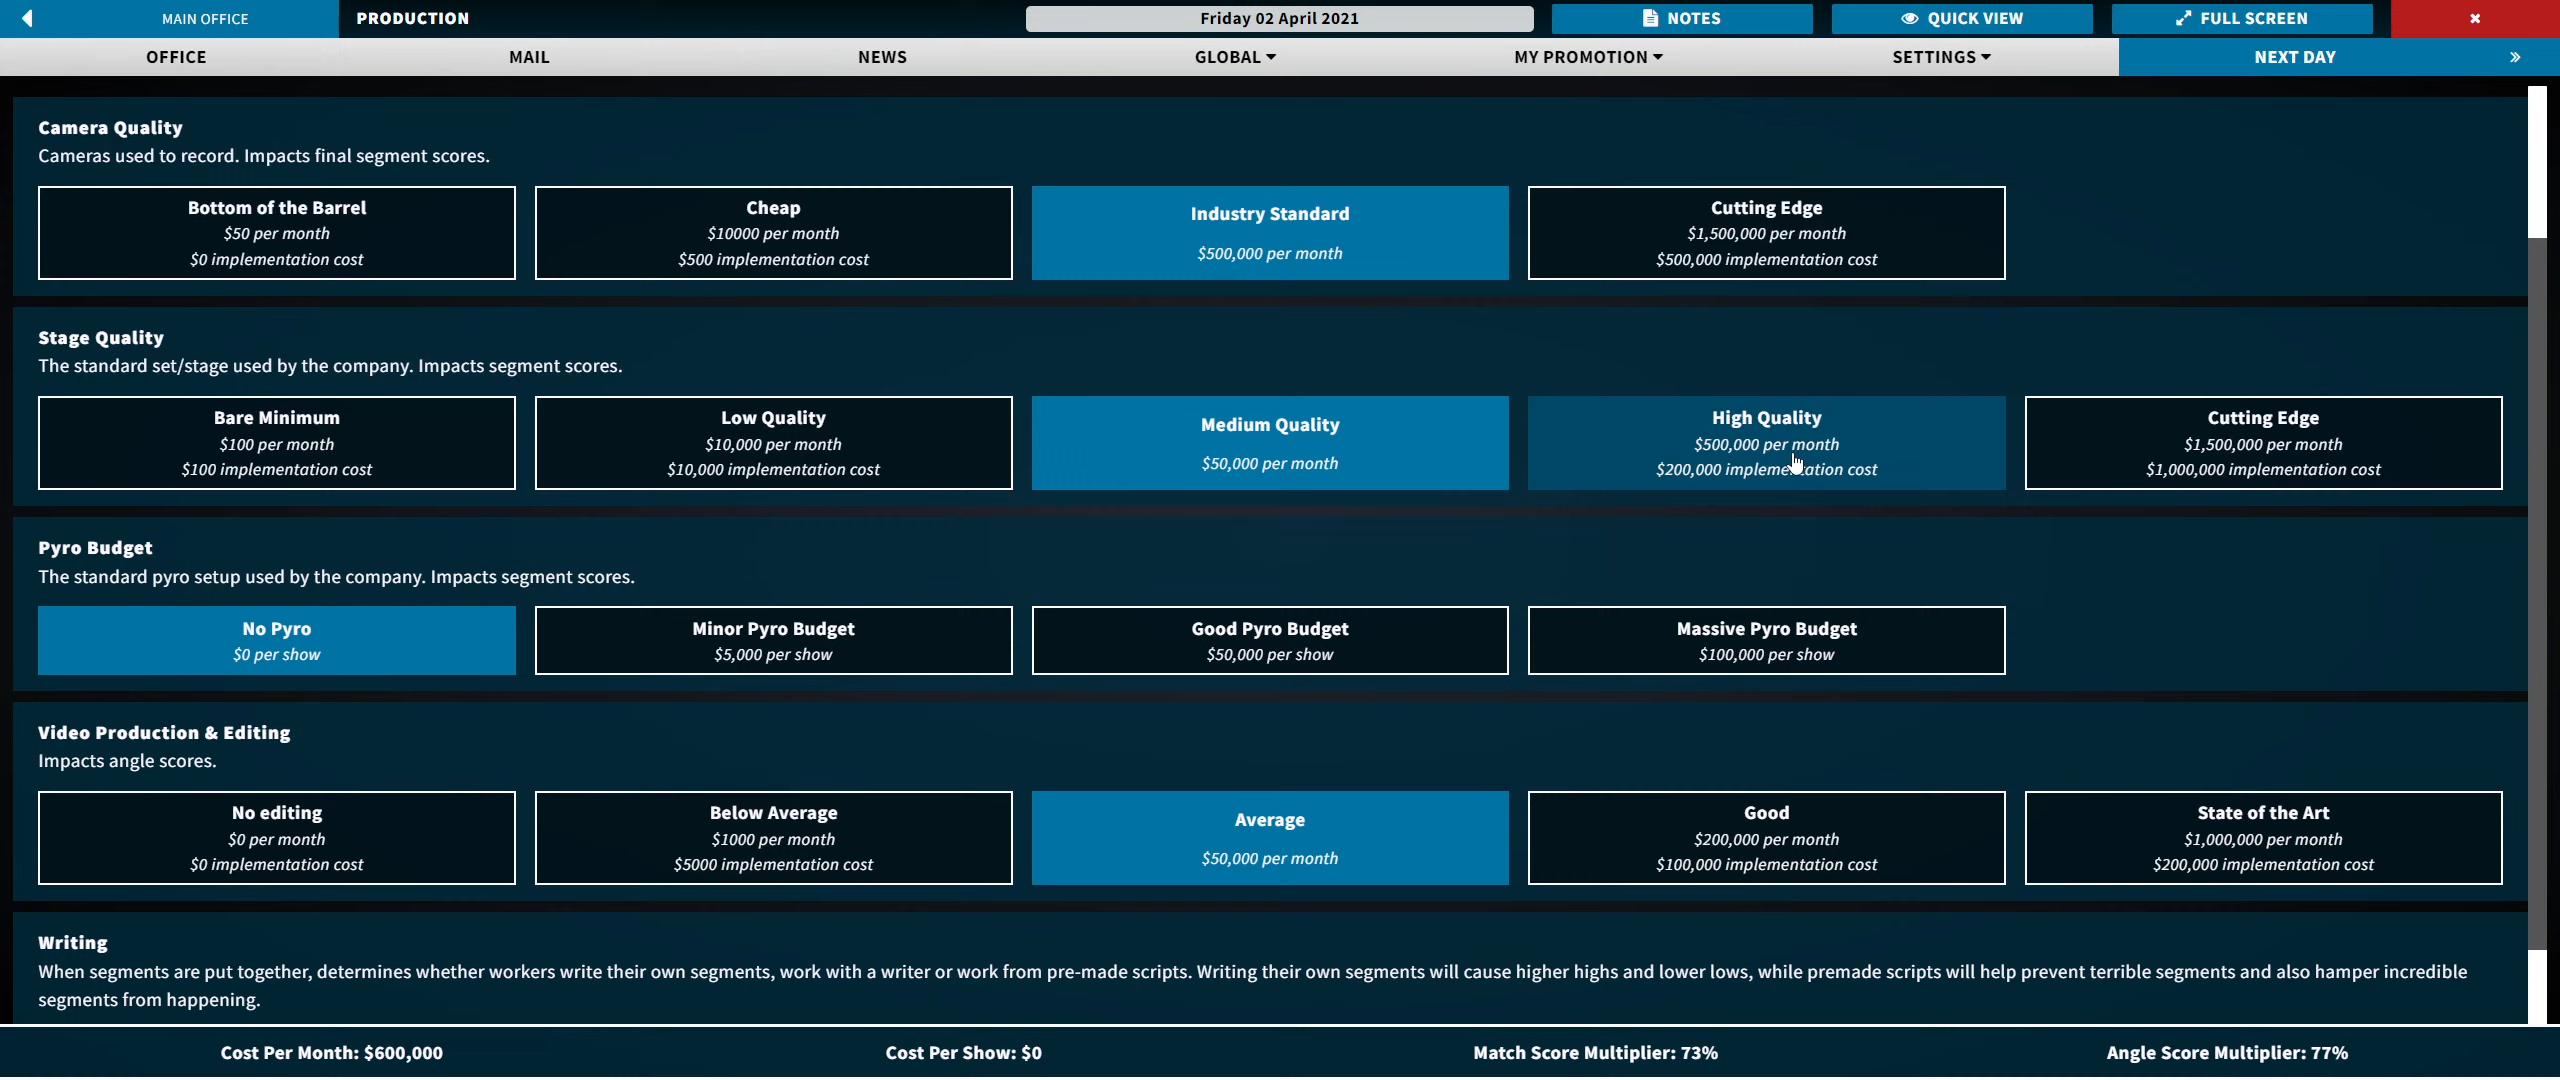 MAIN OFFICE
PRODUCTION
Friday 02 April 2021
NOTES
QUICK VIEW
FULL SCREEN
OFFICE
MAIL
NEWS
GLOBAL
MY PROMOTION
SETTINGS
NEXT DAY
Camera Quality
Cameras used to record. Impacts final segment scores.
Bottom of the Barrel
$50 per month
$0 implementation cost
Cheap
$10000 per month
$500 implementation cost
Industry Standard
$500,000 per month
Cutting Edge
$1,500,000 per month
$500,000 implementation cost
Stage Quality
The standard set/stage used by the company. Impacts segment scores.
Bare Minimum
$100 per month
$100 implementation cost
Low Quality
$10,000 per month
$10,000 implementation cost
Medium Quality
$50,000 per month
High Quality
$500,000 per month
$200,000 implementation cost
Cutting Edge
$1,500,000 per month
$1,000,000 implementation cost
Pyro Budget
The standard pyro setup used by the company. Impacts segment scores.
No Pyro
$0 per show
Minor Pyro Budget
$5,000 per show
Good Pyro Budget
$50,000 per show
Massive Pyro Budget
$100,000 per show
Video Production & Editing
Impacts angle scores.
No editing
$0 per month
$0 implementation cost
Below Average
$1000 per month
$5000 implementation cost
Average
$50,000 per month
Good
$200,000 per month
$100,000 implementation cost
State of the Art
$1,000,000 per month
$200,000 implementation cost
Writing
When segments are put together, determines whether workers write their own segments, work with a writer or work from pre-made scripts. Writing their own segments will cause higher highs and lower lows, while premade scripts will help prevent terrible segments and also hamper incredible
segments from happening.
Cost Per Month: $600,000
Cost Per Show: $0
Match Score Multiplier: 73%
Angle Score Multiplier: 77%